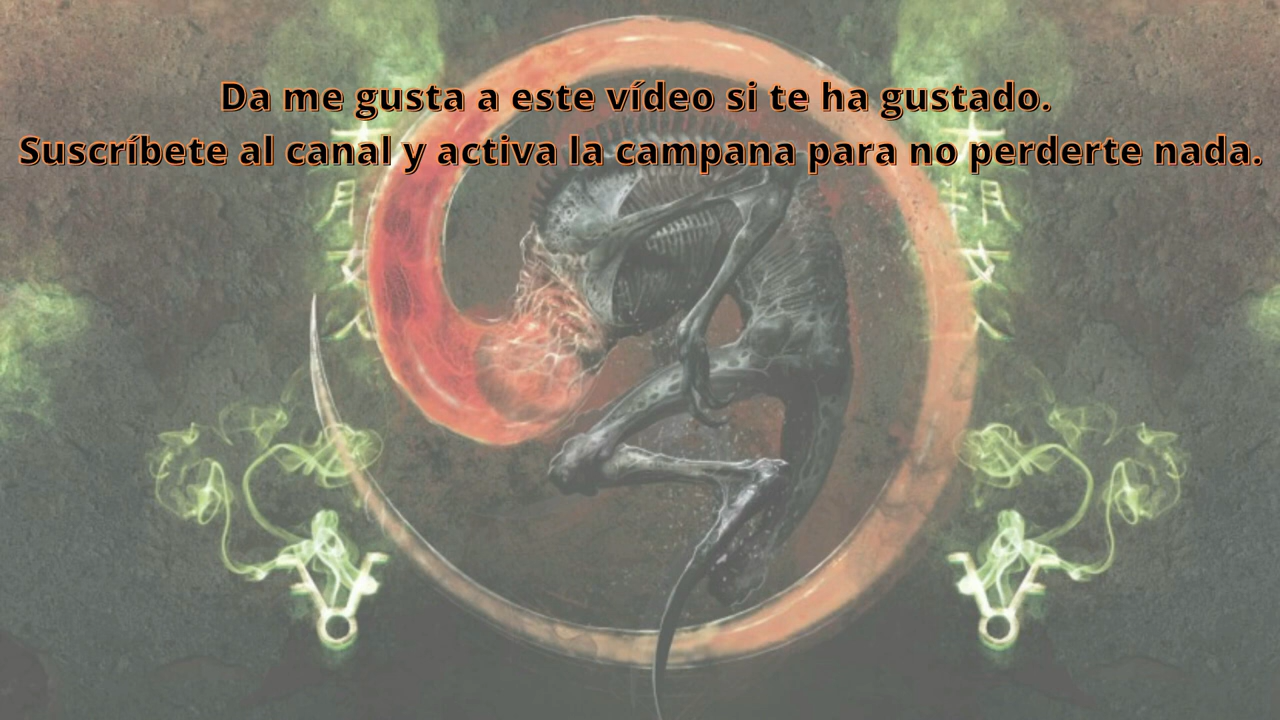 Da me gusta a este vídeo si te ha gustado.
Suscríbete al canal y activa la campana para no perderte nada.